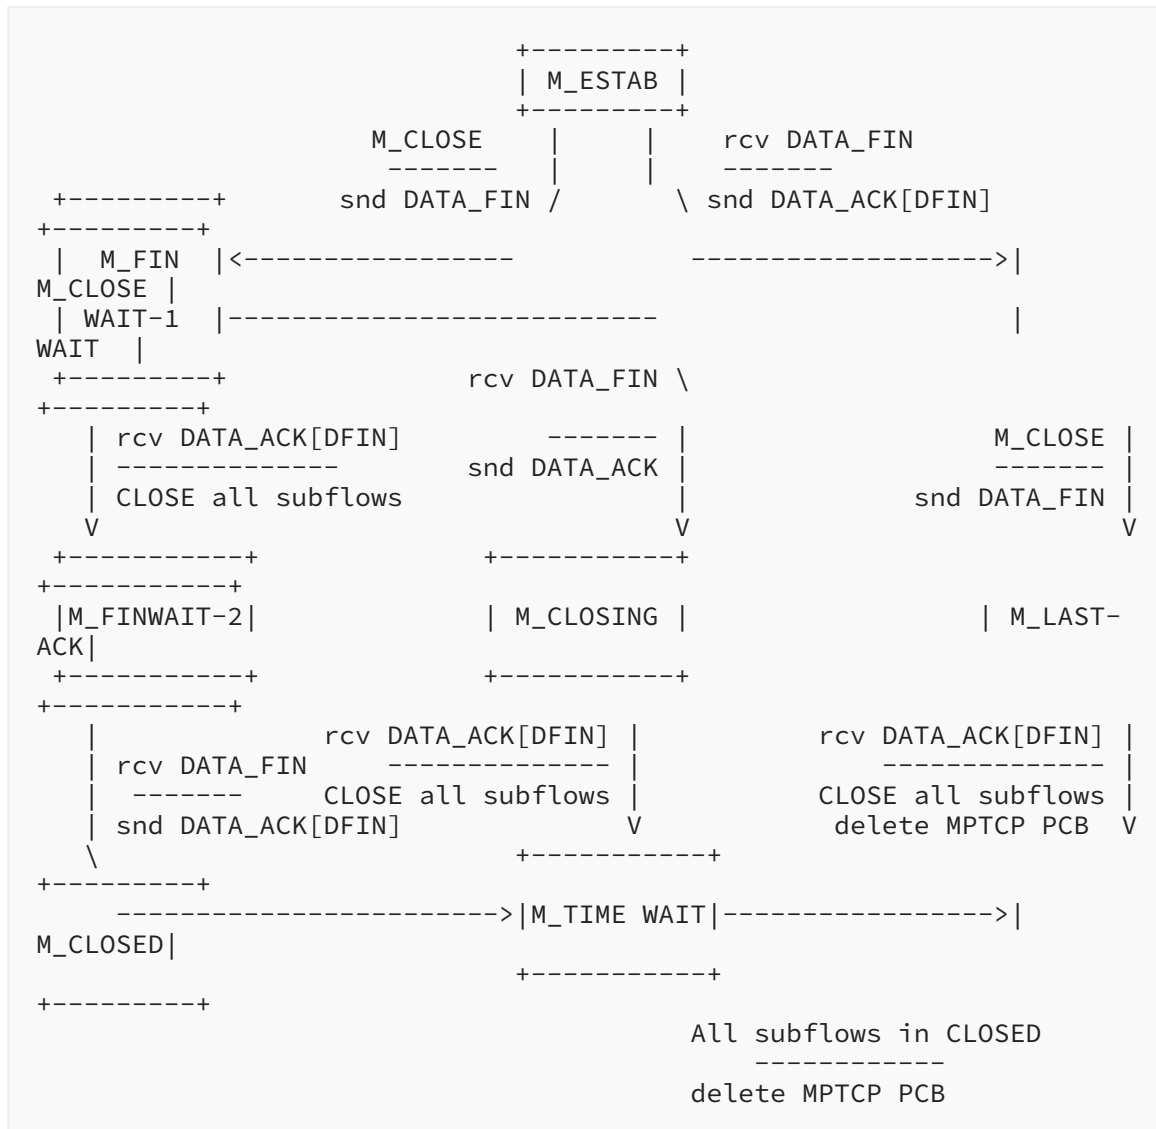 +---------+
                              | M_ESTAB |
                              +---------+
                     M_CLOSE    |     |    rcv DATA_FIN
                      -------   |     |    -------
 +---------+       snd DATA_FIN /       \ snd DATA_ACK[DFIN]
+---------+
 |  M_FIN  |<-----------------          ------------------->|
M_CLOSE |
 | WAIT-1  |---------------------------                     |
WAIT  |
 +---------+              rcv DATA_FIN \
+---------+
   | rcv DATA_ACK[DFIN]         ------- |                  M_CLOSE |
   | --------------        snd DATA_ACK |                  ------- |
   | CLOSE all subflows                 |             snd DATA_FIN |
   V                                    V                          V
 +-----------+             +-----------+
+-----------+
 |M_FINWAIT-2|             | M_CLOSING |                 | M_LAST-
ACK|
 +-----------+             +-----------+
+-----------+
   |             rcv DATA_ACK[DFIN] |           rcv DATA_ACK[DFIN] |
   | rcv DATA_FIN    -------------- |               -------------- |
   |  -------     CLOSE all subflows |           CLOSE all subflows |
   | snd DATA_ACK[DFIN]             V            delete MPTCP PCB  V
   \                          +-----------+
+---------+
     ------------------------>|M_TIME WAIT|----------------->|
M_CLOSED|
                              +-----------+
+---------+
                                         All subflows in CLOSED
                                             ------------
                                         delete MPTCP PCB